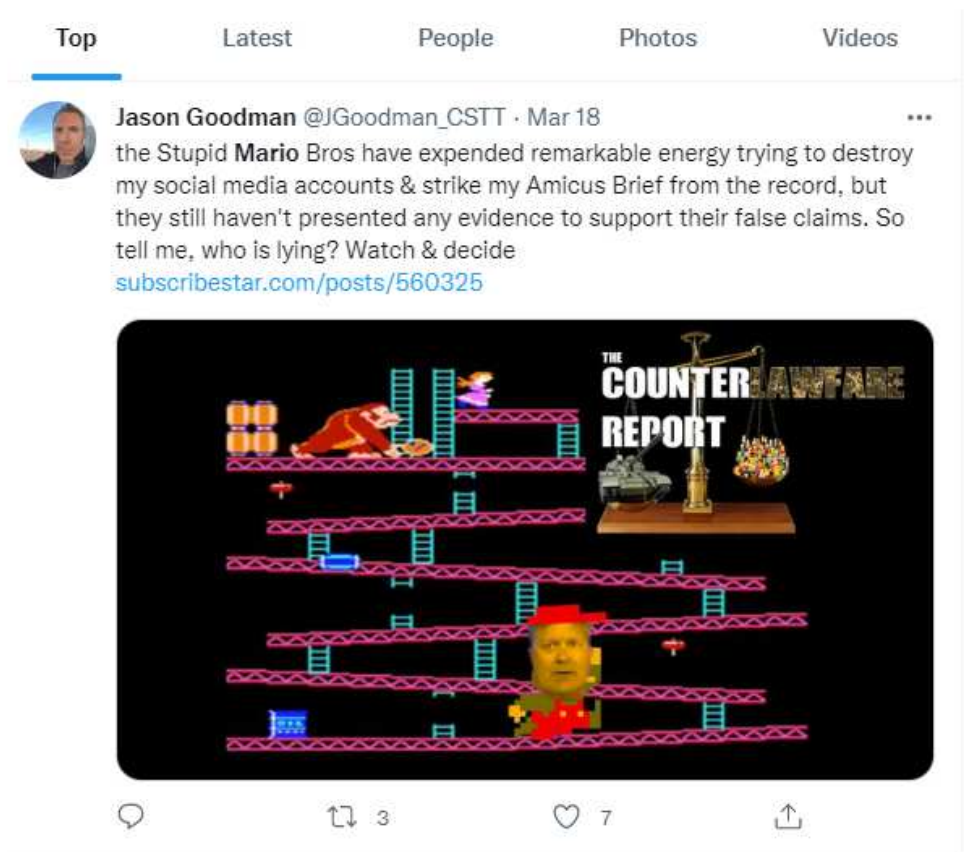 Top Latest People Photos Videos
Jason Goodman @JGoodman_CSTT · Mar 18
the Stupid Mario Bros have expended remarkable energy trying to destroy
my social media accounts & strike my Amicus Brief from the record, but
they still haven't presented any evidence to support their false claims. So
tell me, who is lying? Watch & decide
subscribestar.com/posts/560325
THE
COUNTERLAWFARE
REPORT
3 7